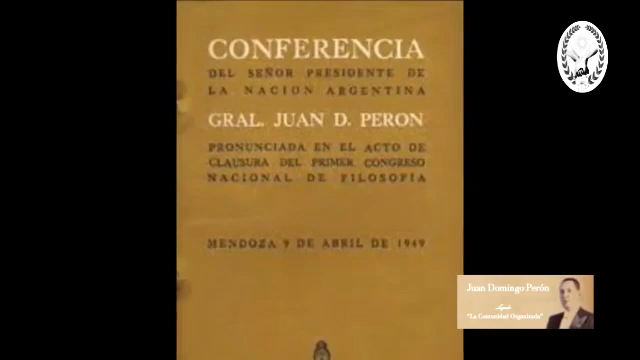 CONFERENCIA
DEL SEÑOR PRESIDENTE DE
LA NACION ARGENTINA
GRAL. JUAN D. PERON
PRONUNCIADA EN EL ACTO DE
CLAUSURA DEL PRIMER CONGRESO
NACIONAL DE FILOSOFIA
MENDOZA 9 DE ABRIL DE 1949
Juan Domingo Perón
Legado
"La Comunidad Organizada"